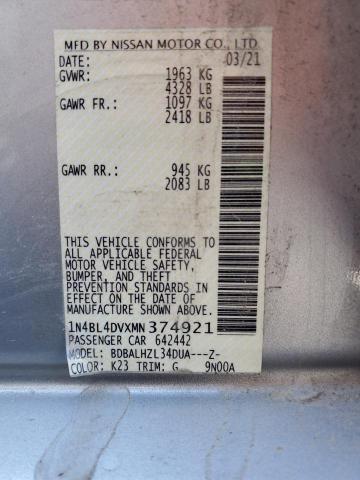 MFD BY NISSAN MOTOR CO., LTD
DATE: 03/21
GVWR: 1963 KG
4328 LB
GAWR FR.: 1097 KG
2418 LB
GAWR RR.: 945 KG
2083 LB
THIS VEHICLE CONFORMS TO
ALL APPLICABLE FEDERAL
MOTOR VEHICLE SAFETY,
BUMPER, AND THEFT
PREVENTION STANDARDS IN
EFFECT ON THE DATE OF
MANUFACTURE SHOWN ABOVE.
1N4BL4DVXMN374921
PASSENGER CAR 642442
MODEL: BDBALHZL34DUA---Z-
COLOR: K23 TRIM: G 9N00A